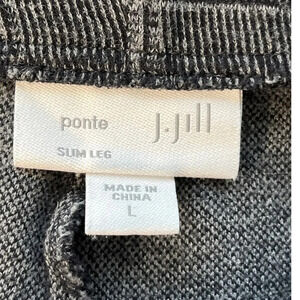 ponte J.Jill
SLIM LEG
MADE IN
CHINA
L